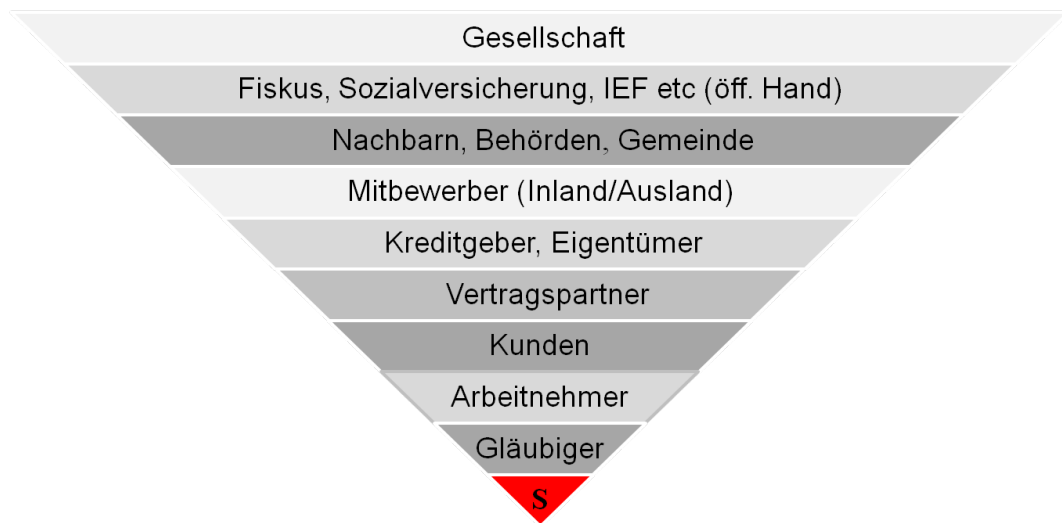 Gesellschaft
Fiskus, Sozialversicherung, IEF etc (öff. Hand)
Nachbarn, Behörden, Gemeinde
Mitbewerber (Inland/Ausland)
Kreditgeber, Eigentümer
Vertragspartner
Kunden
Arbeitnehmer
Gläubiger
S